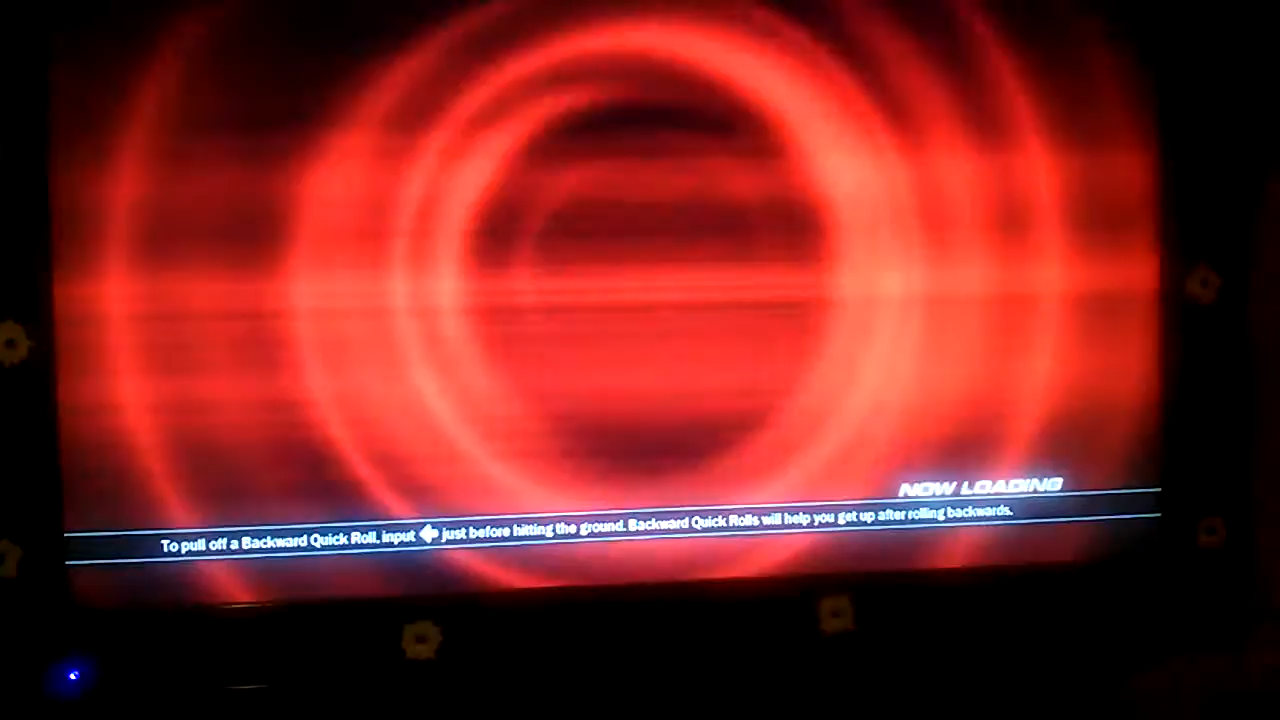 NOW LOADING
To pull off a Backward Quick Roll, input just before hitting the ground. Backward Quick Rolls will help you get up after rolling backwards.